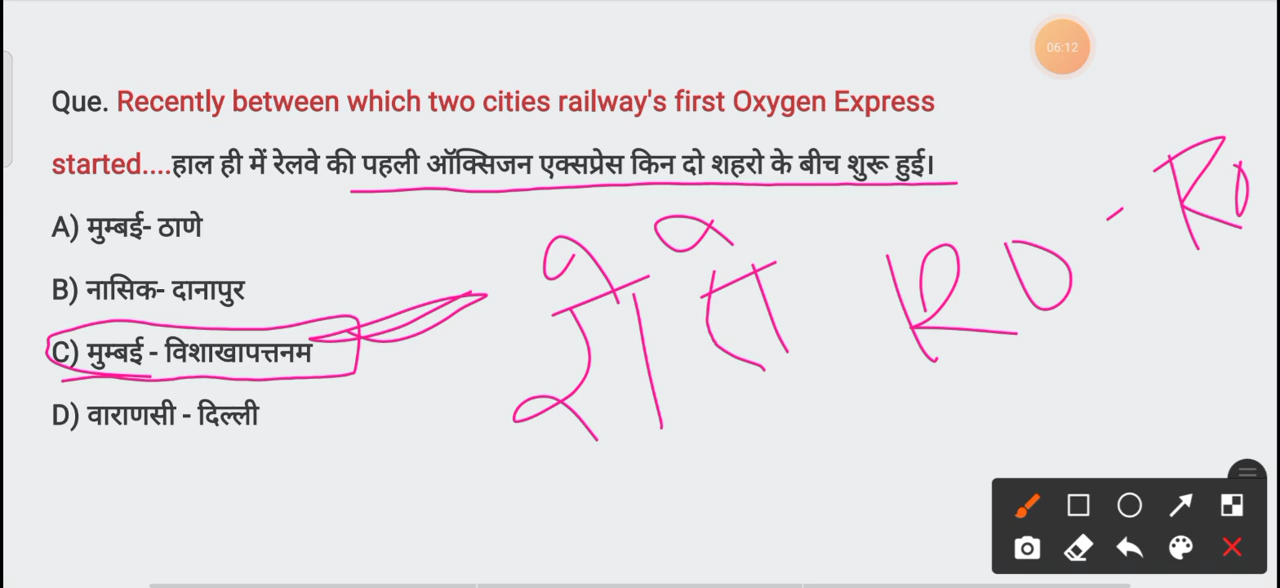 06:12
Que. Recently between which two cities railway's first Oxygen Express
started....हाल ही में रेलवे की पहली ऑक्सिजन एक्सप्रेस किन दो शहरो के बीच शुरू हुई।
A) मुम्बई- ठाणे
B) नासिक- दानापुर
C) मुम्बई - विशाखापत्तनम
D) वाराणसी - दिल्ली
RO - RO